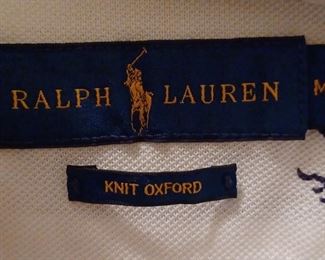 RALPH LAUREN M
KNIT OXFORD